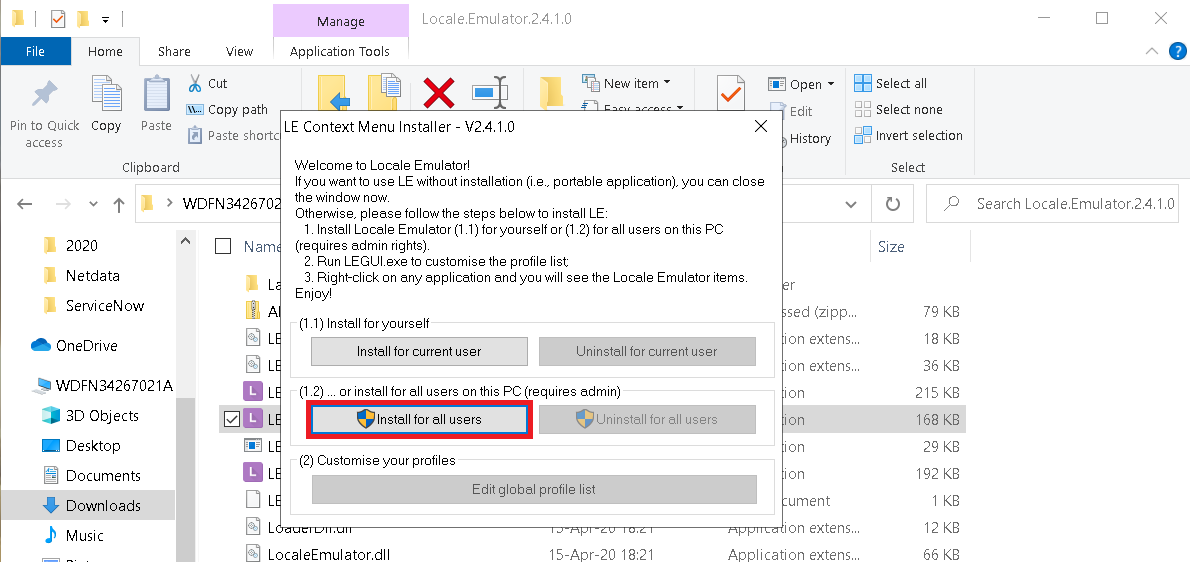 Manage
Locale.Emulator.2.4.1.0
File
Home
Share
View
Application Tools
Pin to Quick
access
Copy
Paste
Cut
Copy path
Paste shortc
New item
Easy access
Open
Edit
History
Select all
Select none
Invert selection
Clipboard
Select
WDFN3426702
Search Locale.Emulator.2.4.1.0
LE Context Menu Installer - V2.4.1.0
Welcome to Locale Emulator!
If you want to use LE without installation (i.e., portable application), you can close
the window now.
Otherwise, please follow the steps below to install LE:
1. Install Locale Emulator (1.1) for yourself or (1.2) for all users on this PC
(requires admin rights).
2. Run LEGUI.exe to customise the profile list;
3. Right-click on any application and you will see the Locale Emulator items.
Enjoy!
(1.1) Install for yourself
Install for current user
Uninstall for current user
(1.2) ... or install for all users on this PC (requires admin)
Install for all users
Uninstall for all users
(2) Customise your profiles
Edit global profile list
2020
Netdata
ServiceNow
OneDrive
WDFN34267021A
3D Objects
Desktop
Documents
Downloads
Music
Name
Size
La
er
AI
ssed (zipp...
79 KB
LE
ion extens...
18 KB
LE
ion extens...
36 KB
LE
ion
215 KB
LE
tion
168 KB
LE
ion
29 KB
LE
ion
192 KB
LE
cument
1 KB
LoaderDll.dll
15-Apr-20 18:21
Application extens...
12 KB
LocaleEmulator.dll
15-Apr-20 18:21
Application extens...
66 KB